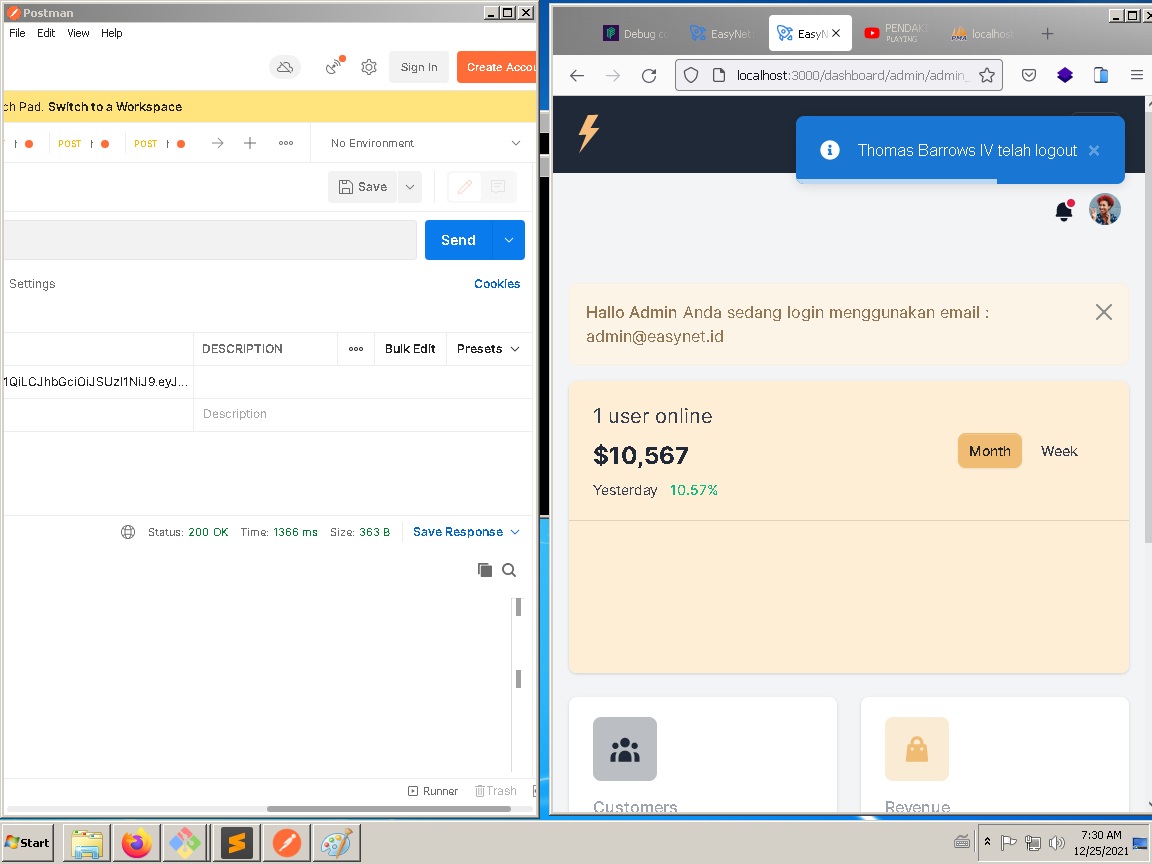 Postman
File Edit View Help
Sign In
Create Accou
ch Pad. Switch to a Workspace
POST
POST
No Environment
Save
Send
Settings
Cookies
DESCRIPTION
Bulk Edit
Presets
1QiLCJhbGciOiJSUzI1NiJ9.eyJ...
Description
Status: 200 OK Time: 1366 ms Size: 363 B
Save Response
Runner
Trash
Debug co
EasyNet
EasyN
PENDAKI
PLAYING
localhost
localhost:3000/dashboard/admin/admin_
Thomas Barrows IV telah logout
Hallo Admin Anda sedang login menggunakan email :
admin@easynet.id
1 user online
$10,567
Month
Week
Yesterday 10.57%
Customers
Revenue
Start
7:30 AM
12/25/2021